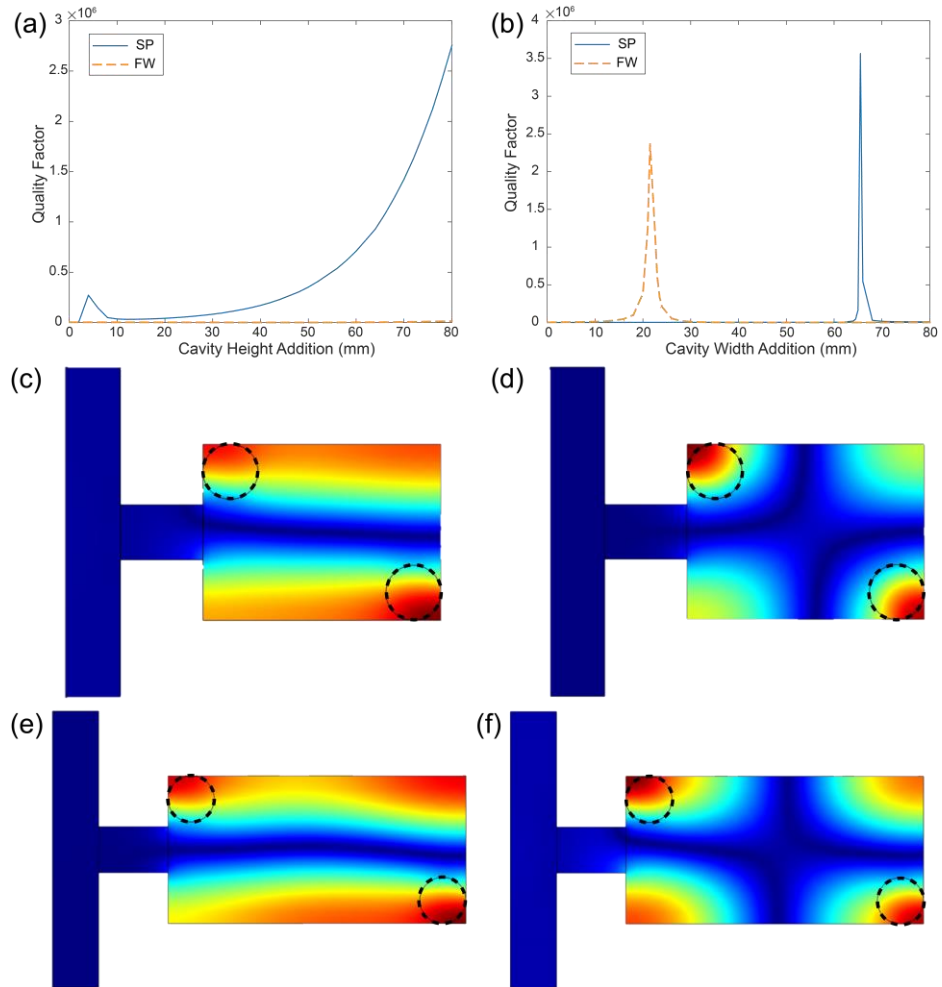 (a)
×10⁶
3
2.5
2
1.5
1
0.5
0
Quality Factor
SP
FW
0 10 20 30 40 50 60 70 80
Cavity Height Addition (mm)
(b)
×10⁶
4
3.5
3
2.5
2
1.5
1
0.5
0
Quality Factor
SP
FW
0 10 20 30 40 50 60 70 80
Cavity Width Addition (mm)
(c)
(d)
(e)
(f)